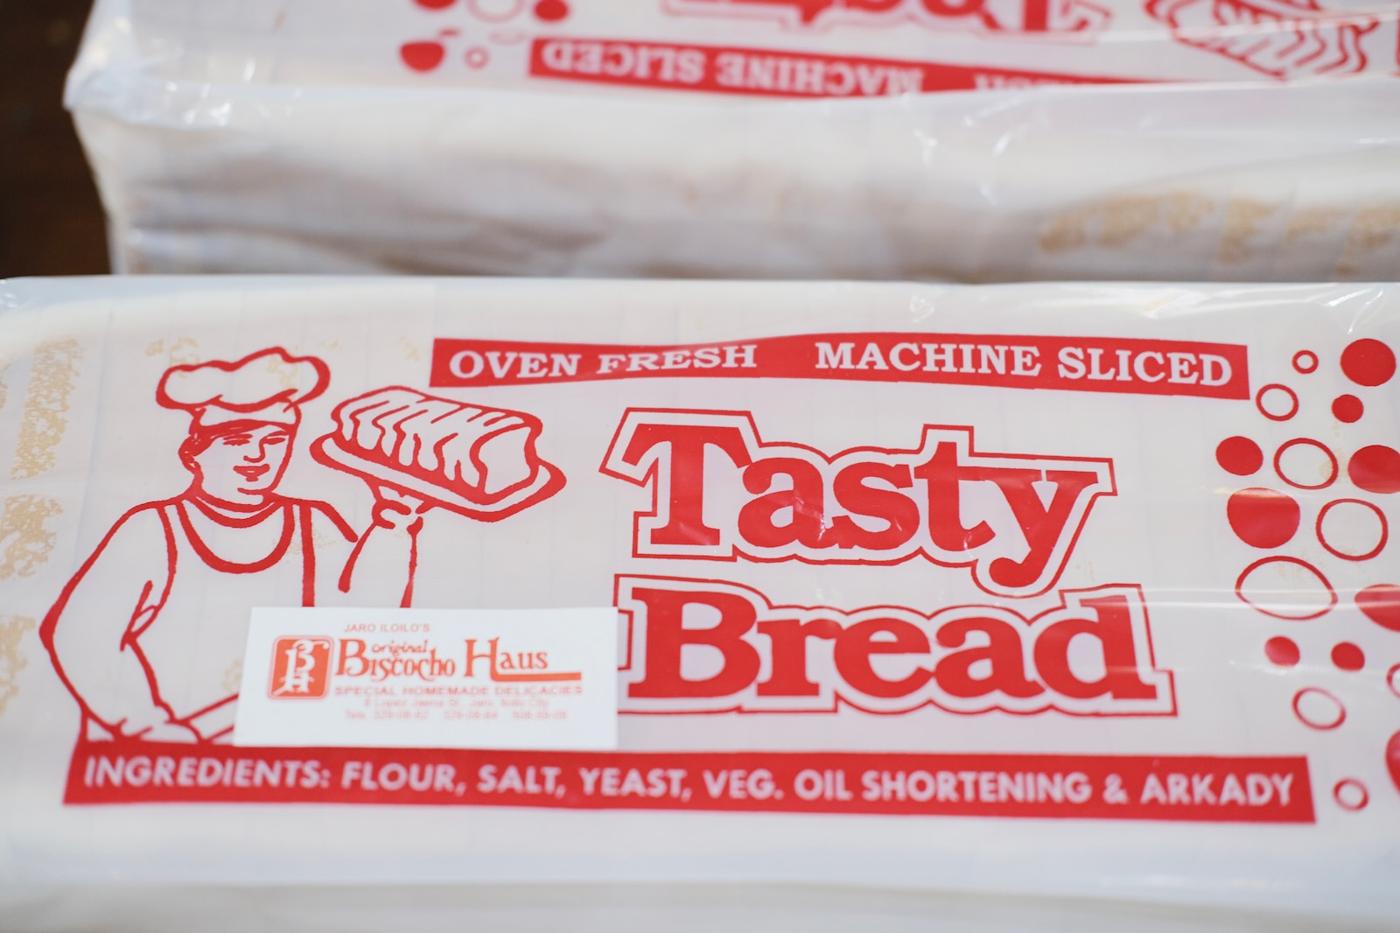 MACHINE SLICED
OVEN FRESH MACHINE SLICED
Tasty
Bread
JARO ILOILO'S
original
Biscocho Haus
SPECIAL HOMEMADE DELICACIES
INGREDIENTS: FLOUR, SALT, YEAST, VEG. OIL SHORTENING & ARKADY